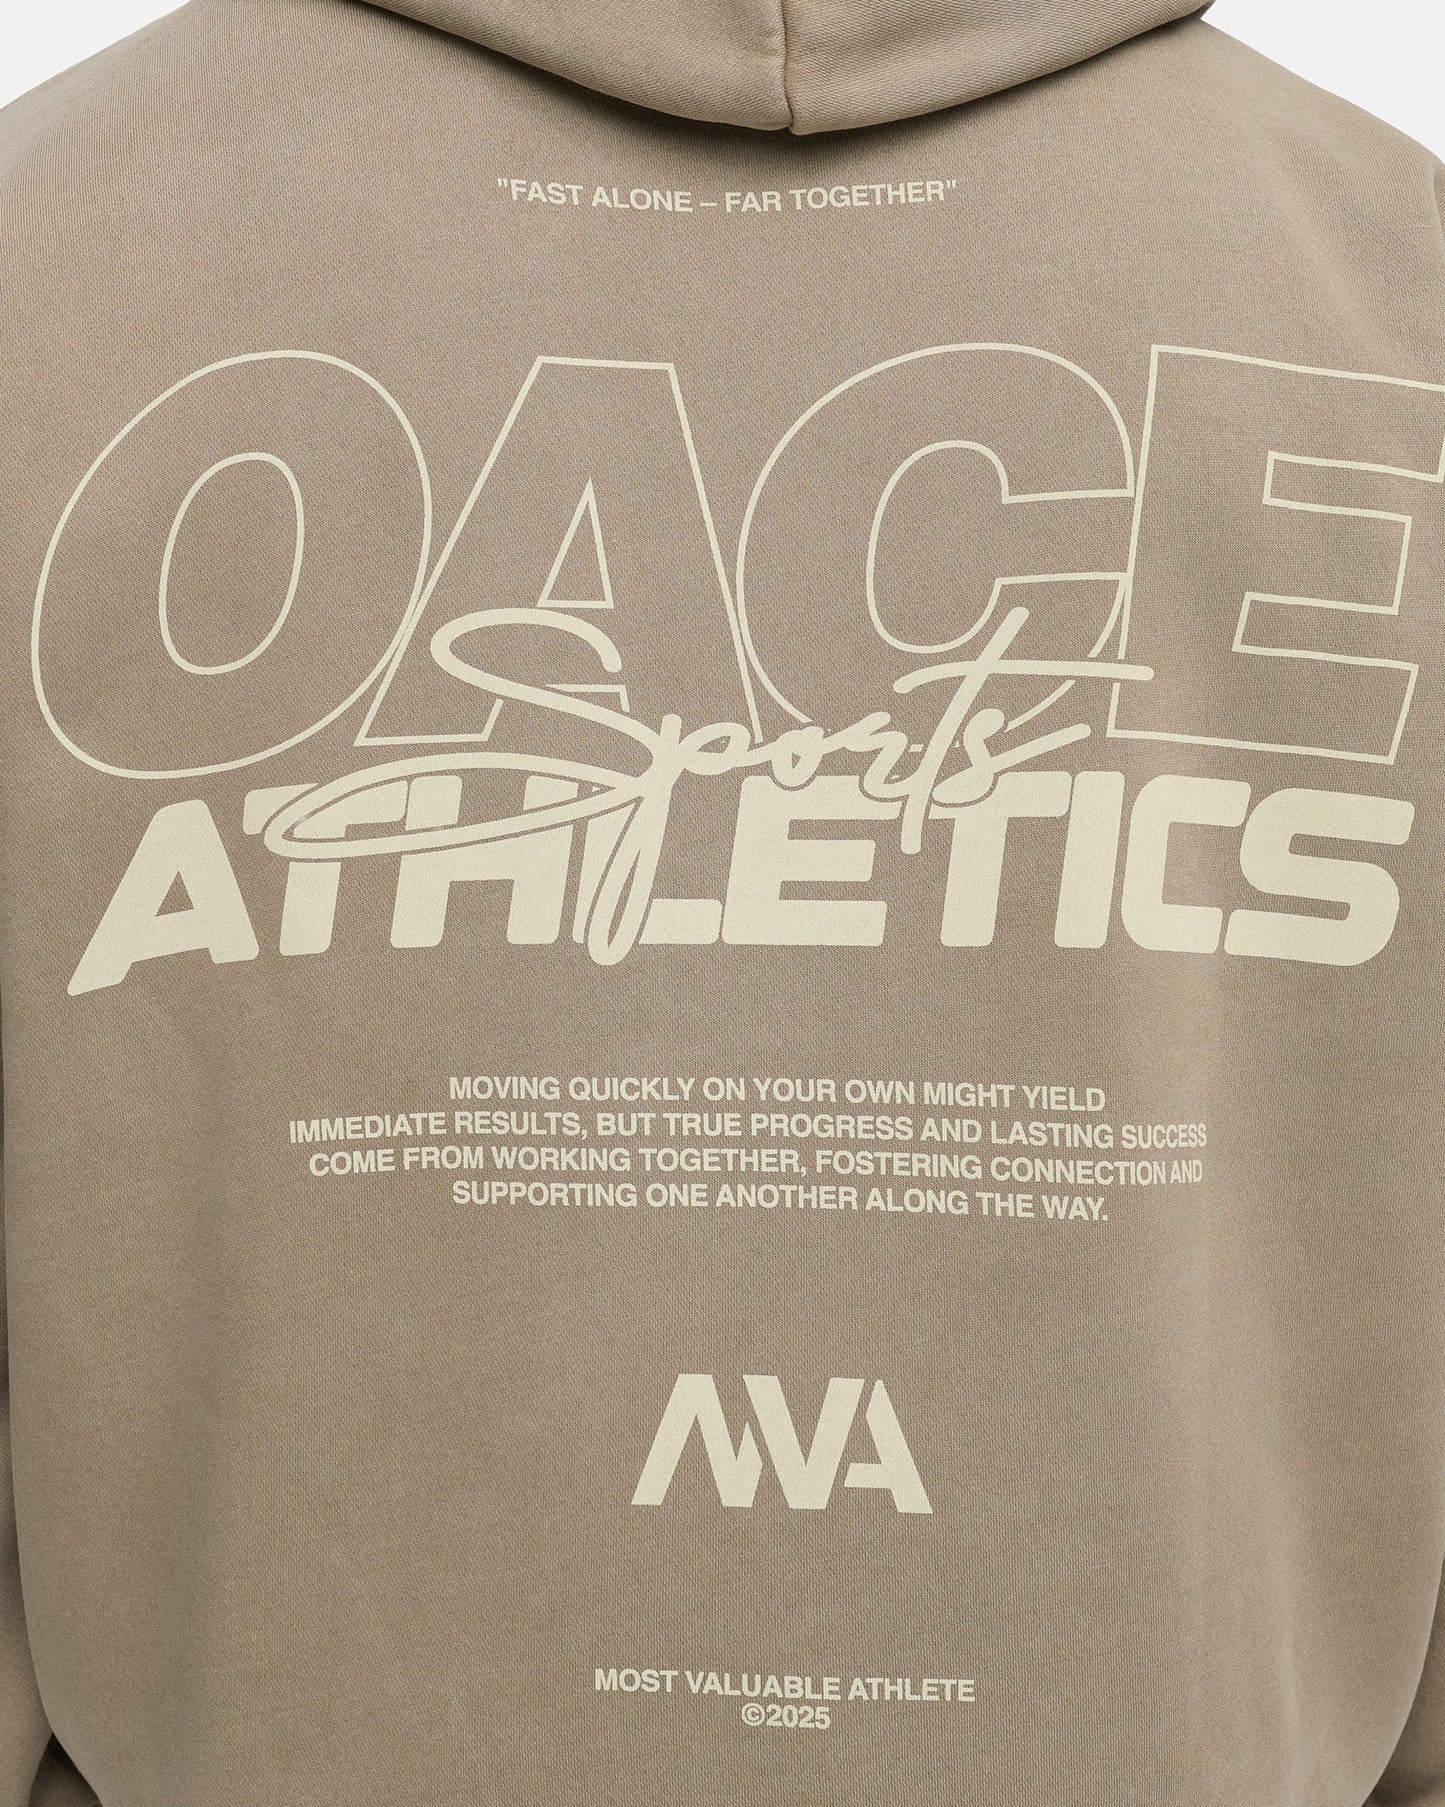 "FAST ALONE – FAR TOGETHER"
OACE
Sports
ATHLETICS
MOVING QUICKLY ON YOUR OWN MIGHT YIELD
IMMEDIATE RESULTS, BUT TRUE PROGRESS AND LASTING SUCCESS
COME FROM WORKING TOGETHER, FOSTERING CONNECTION AND
SUPPORTING ONE ANOTHER ALONG THE WAY.
MVA
MOST VALUABLE ATHLETE
©2025